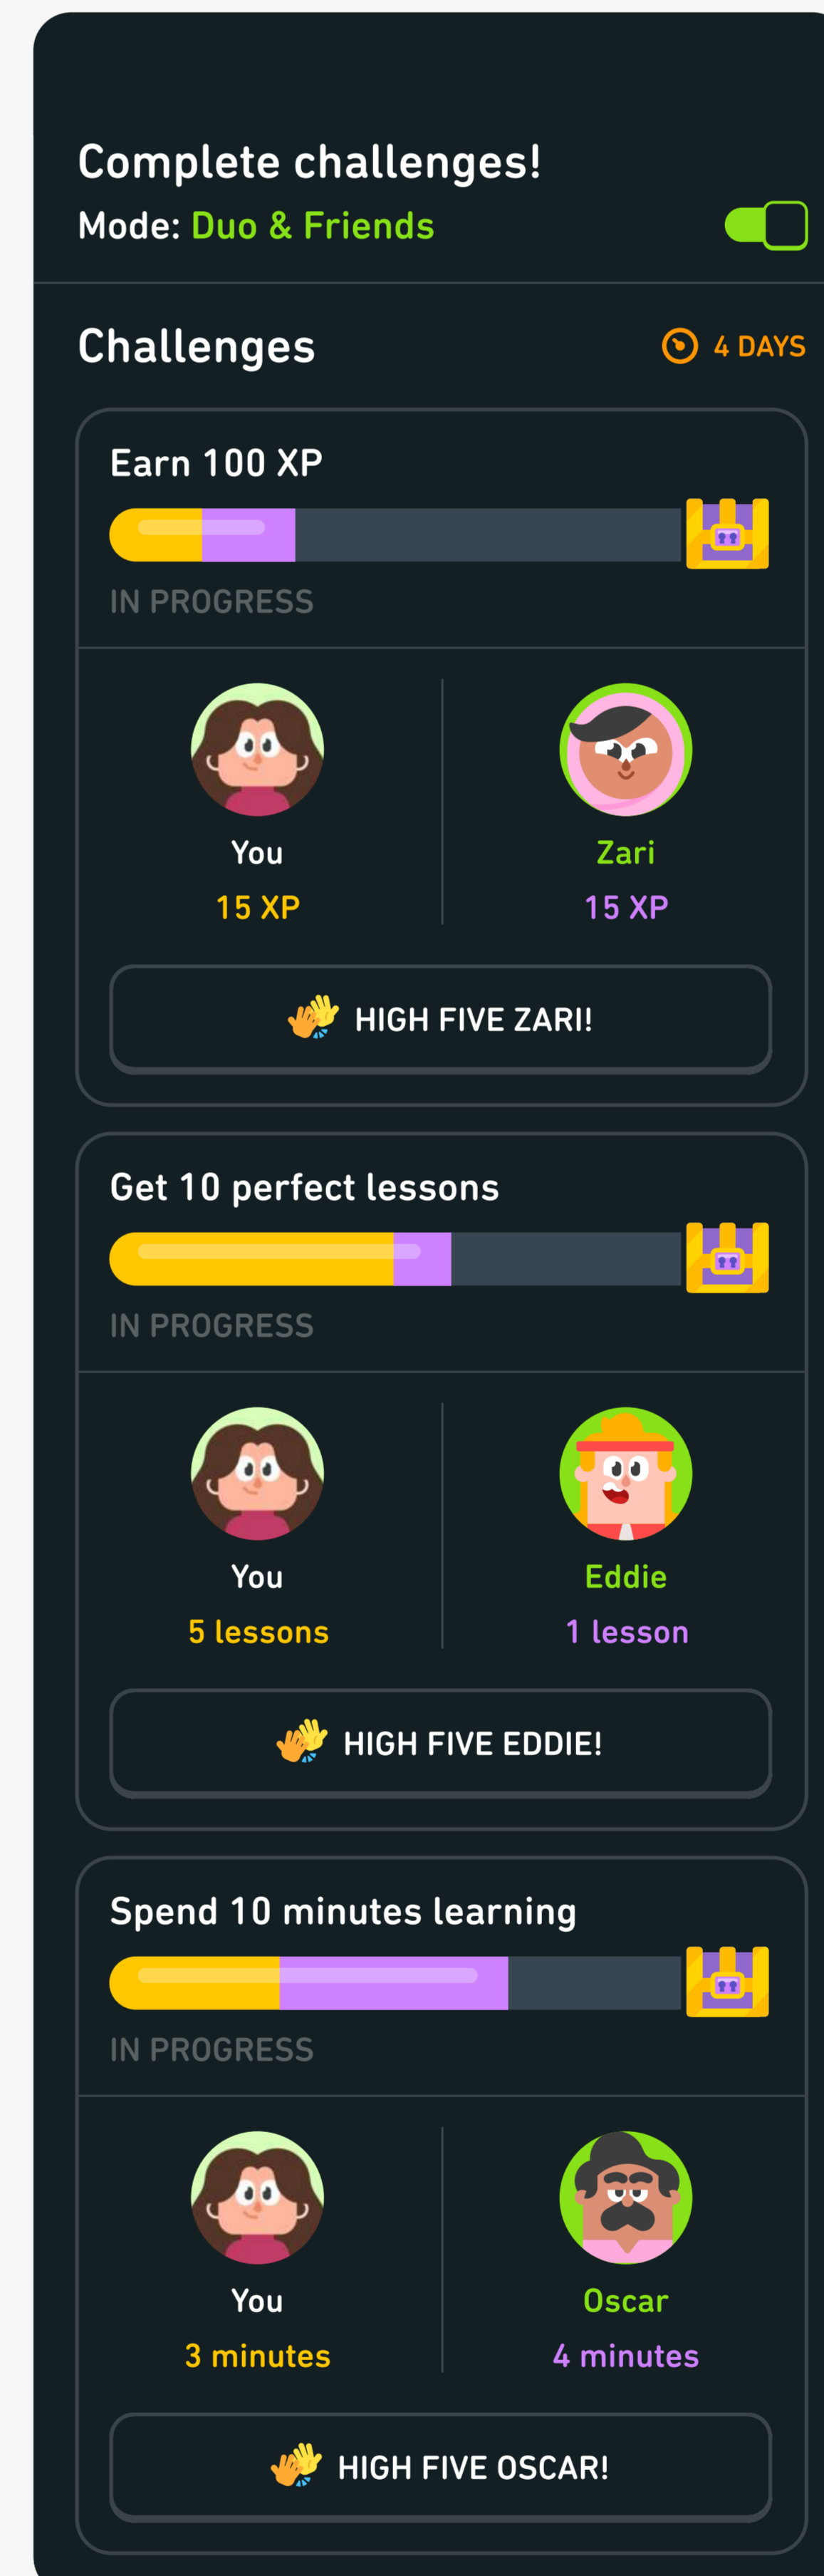 Complete challenges!
Mode: Duo & Friends
Challenges
4 DAYS
Earn 100 XP
IN PROGRESS
You
Zari
15 XP
15 XP
HIGH FIVE ZARI!
Get 10 perfect lessons
IN PROGRESS
You
Eddie
5 lessons
1 lesson
HIGH FIVE EDDIE!
Spend 10 minutes learning
IN PROGRESS
You
Oscar
3 minutes
4 minutes
HIGH FIVE OSCAR!